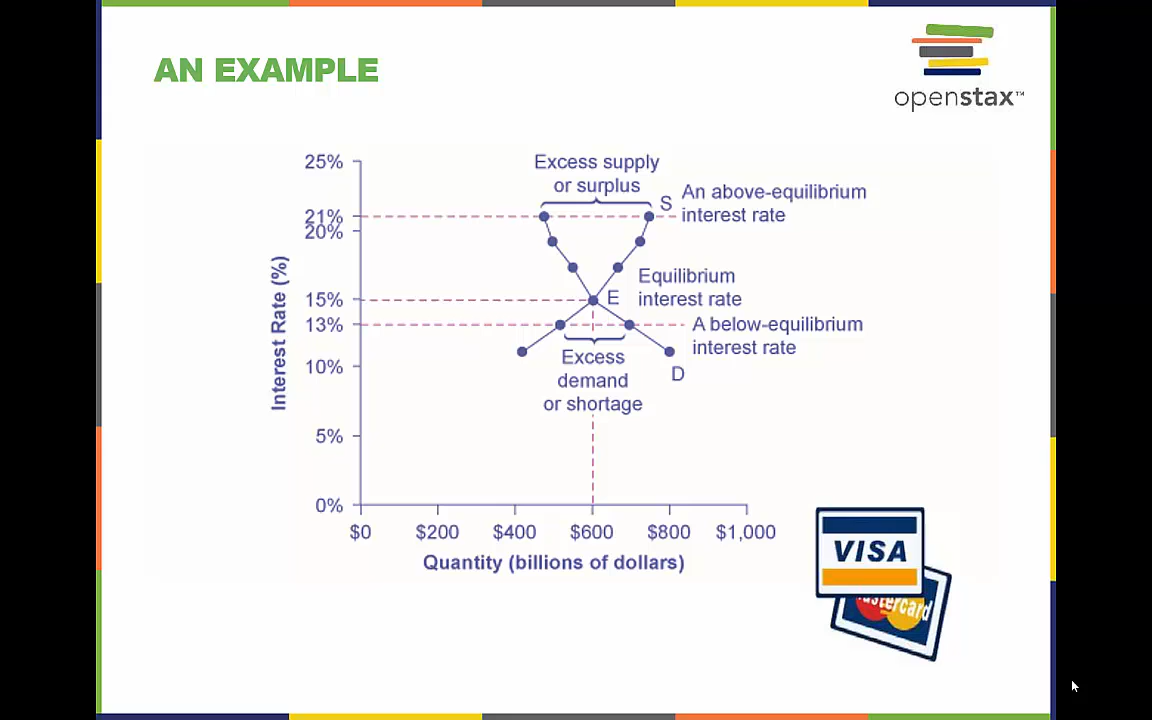 AN EXAMPLE
openstax™
25%
Excess supply
or surplus
S
An above-equilibrium
interest rate
21%
20%
Equilibrium
interest rate
15%
E
13%
A below-equilibrium
interest rate
10%
Excess
demand
or shortage
D
5%
0%
Interest Rate (%)
$0
$200
$400
$600
$800
$1,000
Quantity (billions of dollars)
VISA